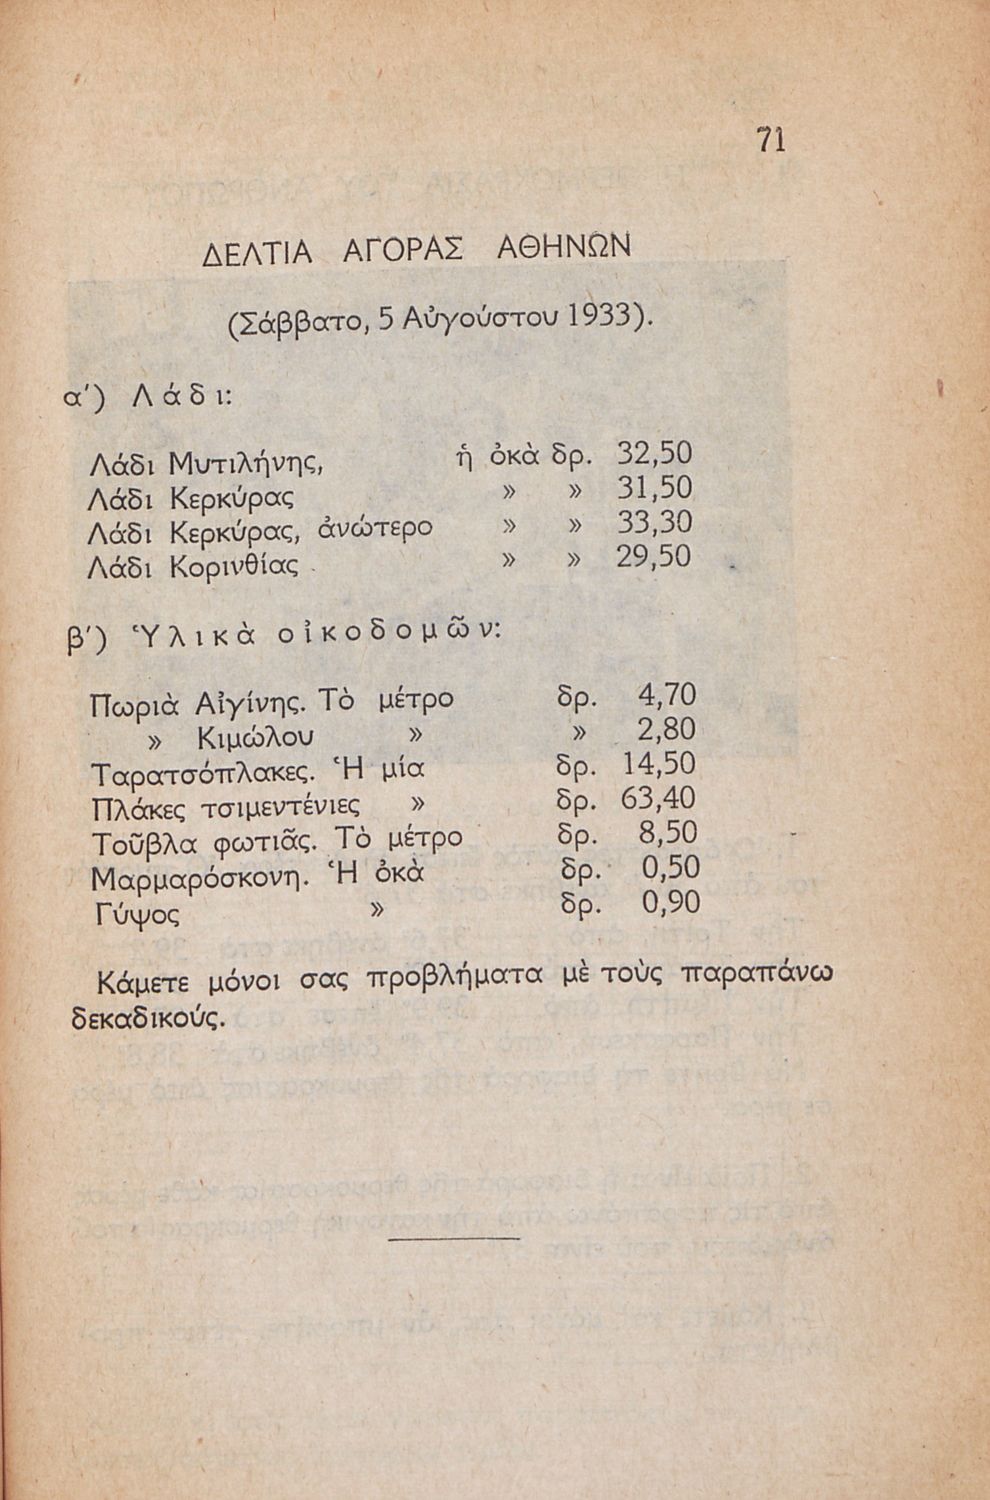 71
ΔΕΛΤΙΑ ΑΓΟΡΑΣ ΑΘΗΝΩΝ
(Σάββατο, 5 Αὐγούστου 1933).
α') Λάδι:
Λάδι Μυτιλήνης, ἡ ὀκὰ δρ. 32,50
Λάδι Κερκύρας » » 31,50
Λάδι Κερκύρας, ἀνώτερο » » 33,30
Λάδι Κορινθίας » » 29,50
β') Ὑλικὰ οἰκοδομῶν:
Πωριὰ Αἰγίνης. Τὸ μέτρο δρ. 4,70
» Κιμώλου » » 2,80
Ταρατσόπλακες. Ἡ μία δρ. 14,50
Πλάκες τσιμεντένιες » δρ. 63,40
Τοῦβλα φωτιᾶς. Τὸ μέτρο δρ. 8,50
Μαρμαρόσκονη. Ἡ ὀκὰ δρ. 0,50
Γύψος » δρ. 0,90
Κάμετε μόνοι σας προβλήματα μὲ τοὺς παραπάνω
δεκαδικούς.